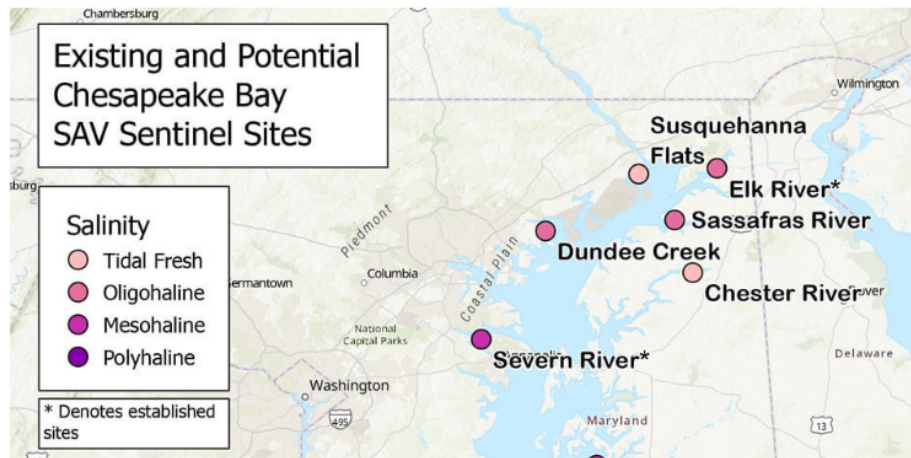 Chambersburg
Existing and Potential
Chesapeake Bay
SAV Sentinel Sites
Wilmington
Susquehanna
Flats
Elk River*
Sassafras River
Dundee Creek
Chester River
Severn River*
Salinity
Tidal Fresh
Oligohaline
Mesohaline
Polyhaline
* Denotes established
sites
sburg
Piedmont
Coastal Plain
Columbia
ermantown
National
Capital Parks
Washington
495
Maryland
Delaware
13